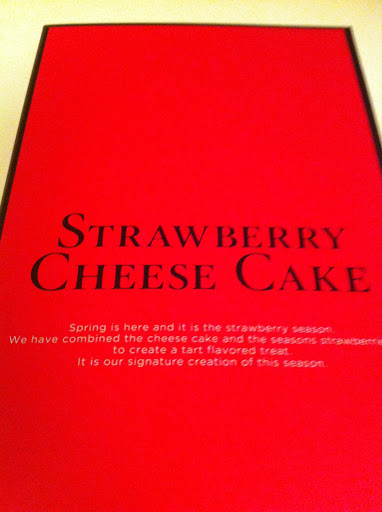 STRAWBERRY
CHEESE CAKE
Spring is here and it is the strawberry season.
We have combined the cheese cake and the seasons strawberry
to create a tart flavored treat.
It is our signature creation of this season.